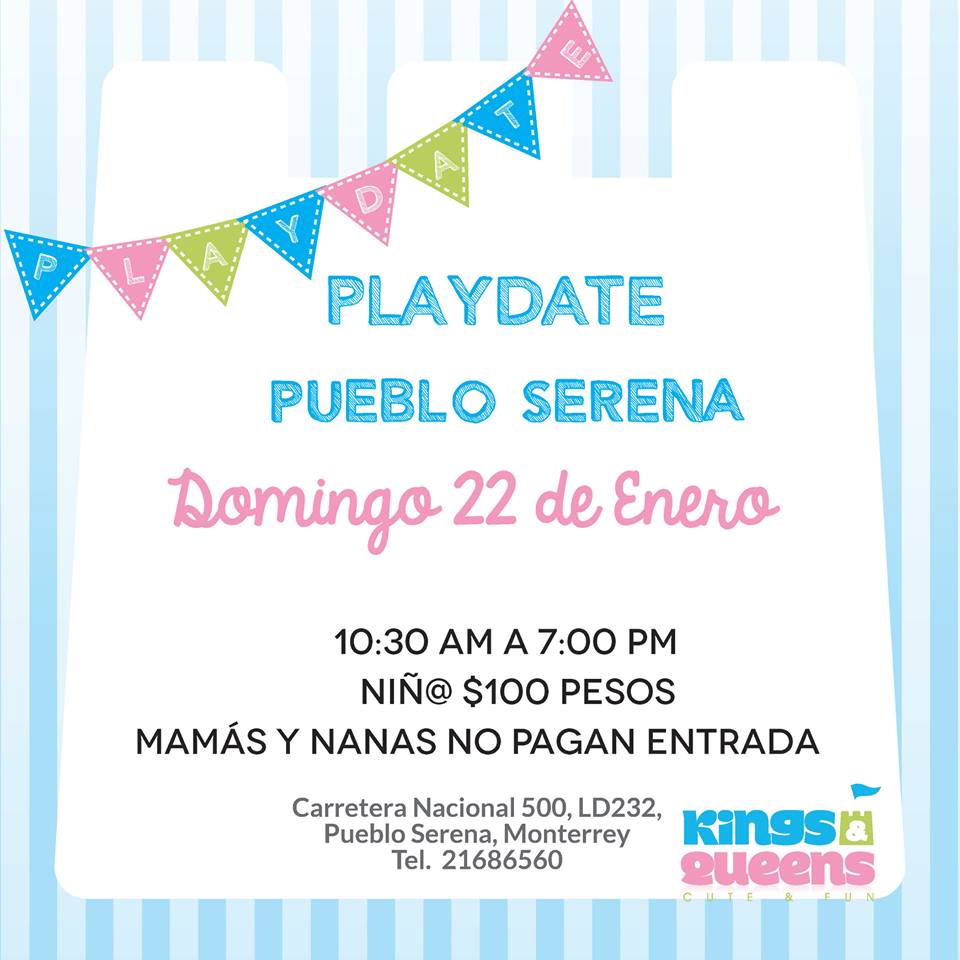 PLAYDATE
PLAYDATE
PUEBLO SERENA
Domingo 22 de Enero
10:30 AM A 7:00 PM
NIÑ@ $100 PESOS
MAMÁS Y NANAS NO PAGAN ENTRADA
Carretera Nacional 500, LD232,
Pueblo Serena, Monterrey
Tel. 21686560
Kings &
queens
CUTE & FUN